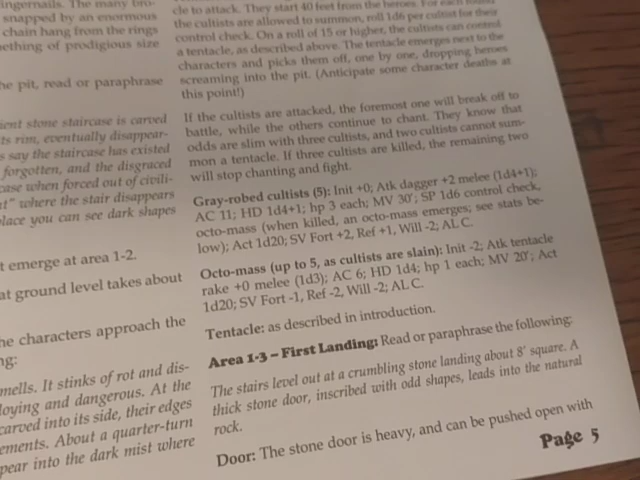 ingernails. The many bro-
snapped by an enormous
chain hang from the rings
ething of prodigious size
he pit, read or paraphrase
ient stone staircase is carved
ts rim, eventually disappear-
s say the staircase has existed
forgotten, and the disgraced
case when forced out of civili-
t" where the stair disappears
place you can see dark shapes
t emerge at area 1-2.
at ground level takes about
he characters approach the
ng:
mells. It stinks of rot and dis-
loying and dangerous. At the
carved into its side, their edges
ements. About a quarter-turn
pear into the dark mist where
cle to attack. They start 40 feet from the heroes. For each round
the cultists are allowed to summon, roll 1d6 per cultist for their
control check. On a roll of 15 or higher, the cultists can control
a tentacle, as described above. The tentacle emerges next to the
characters and picks them off, one by one, dropping heroes
screaming into the pit. (Anticipate some character deaths at
this point!)
If the cultists are attacked, the foremost one will break off to
battle, while the others continue to chant. They know that
odds are slim with three cultists, and two cultists cannot sum-
mon a tentacle. If three cultists are killed, the remaining two
will stop chanting and fight.
Gray-robed cultists (5): Init +0; Atk dagger +2 melee (1d4+1);
AC 11; HD 1d4+1; hp 3 each; MV 30'; SP 1d6 control check,
octo-mass (when killed, an octo-mass emerges; see stats be-
low); Act 1d20; SV Fort +2, Ref +1, Will -2; AL C.
Octo-mass (up to 5, as cultists are slain): Init -2; Atk tentacle
rake +0 melee (1d3); AC 6; HD 1d4; hp 1 each; MV 20'; Act
1d20; SV Fort -1, Ref -2, Will -2; AL C.
Tentacle: as described in introduction.
Area 1-3 – First Landing: Read or paraphrase the following:
The stairs level out at a crumbling stone landing about 8' square. A
thick stone door, inscribed with odd shapes, leads into the natural
rock.
Door: The stone door is heavy, and can be pushed open with
Page 5